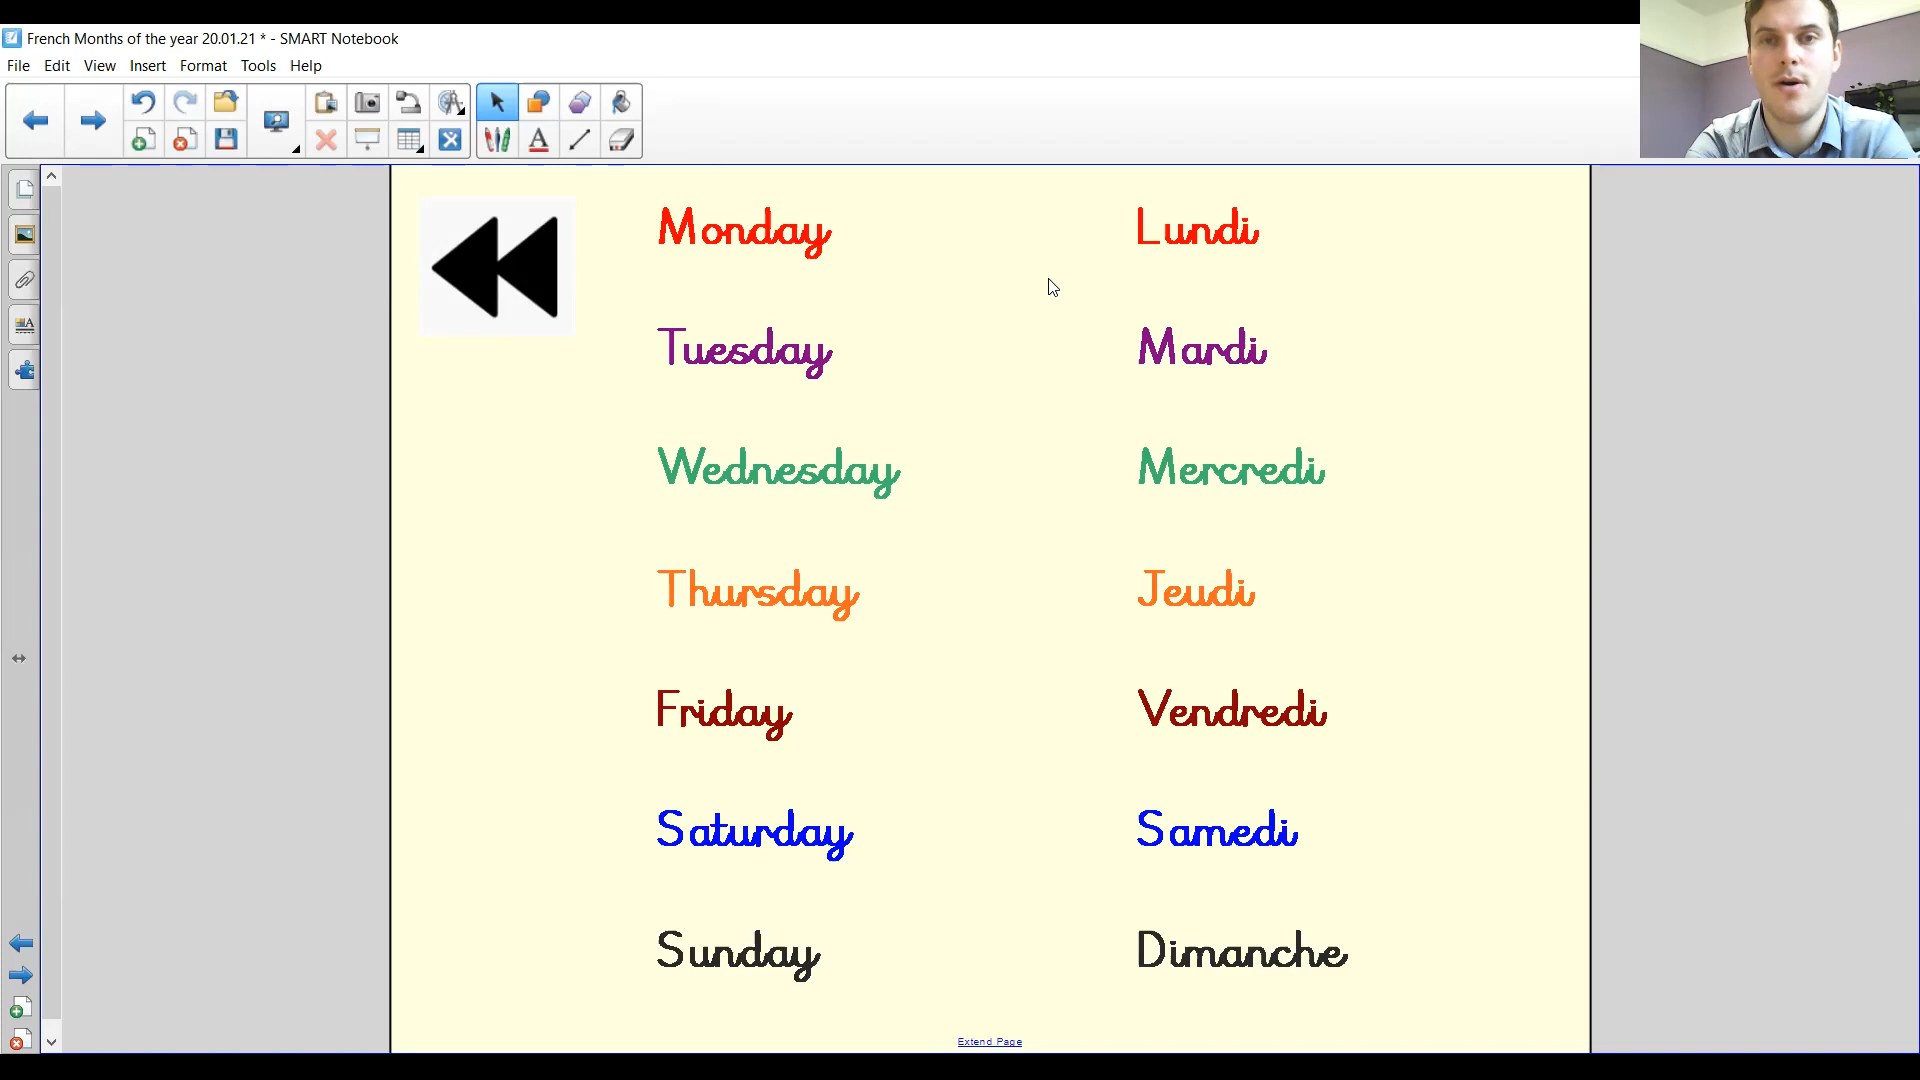 French Months of the year 20.01.21 * - SMART Notebook
File Edit View Insert Format Tools Help
Monday Lundi
Tuesday Mardi
Wednesday Mercredi
Thursday Jeudi
Friday Vendredi
Saturday Samedi
Sunday Dimanche
Extend Page